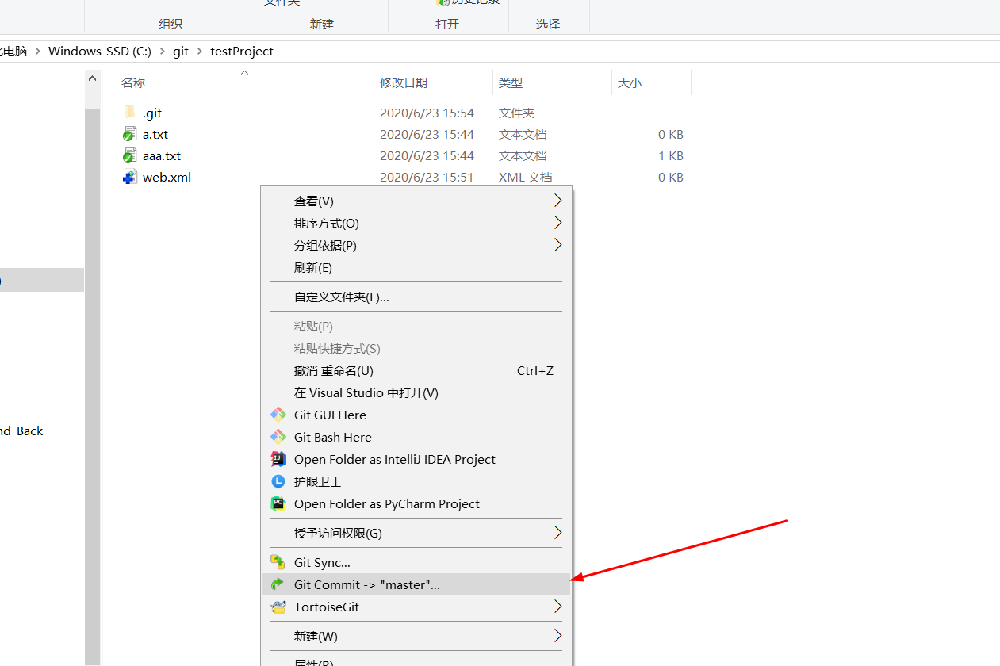 文件夹
历史记录
组织
新建
打开
选择
电脑 > Windows-SSD (C:) > git > testProject
名称 修改日期 类型 大小
.git 2020/6/23 15:54 文件夹
a.txt 2020/6/23 15:44 文本文档 0 KB
aaa.txt 2020/6/23 15:44 文本文档 1 KB
web.xml 2020/6/23 15:51 XML 文档 0 KB
查看(V)
排序方式(O)
分组依据(P)
刷新(E)
自定义文件夹(F)...
粘贴(P)
粘贴快捷方式(S)
撤消 重命名(U) Ctrl+Z
在 Visual Studio 中打开(V)
Git GUI Here
nd_Back
Git Bash Here
Open Folder as IntelliJ IDEA Project
护眼卫士
Open Folder as PyCharm Project
授予访问权限(G)
Git Sync...
Git Commit -> "master"...
TortoiseGit
新建(W)
属性(R)